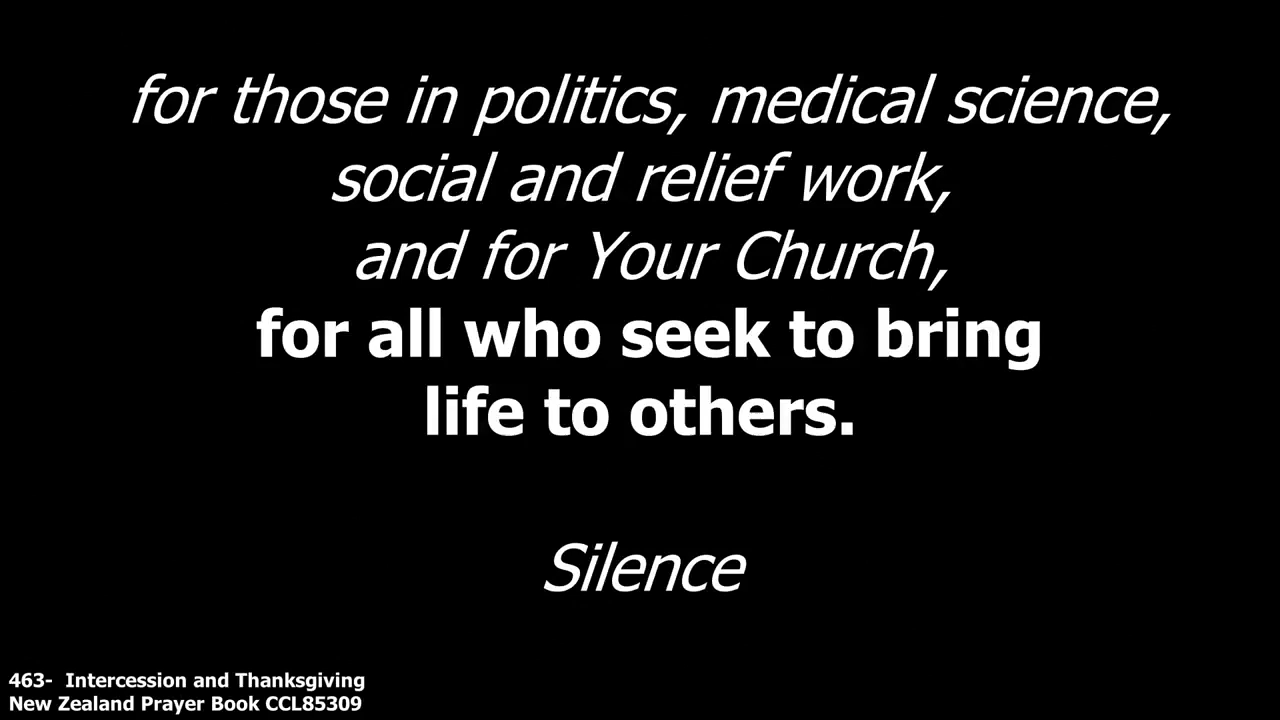 for those in politics, medical science,
social and relief work,
and for Your Church,
for all who seek to bring
life to others.
Silence
463-  Intercession and Thanksgiving
New Zealand Prayer Book CCL85309